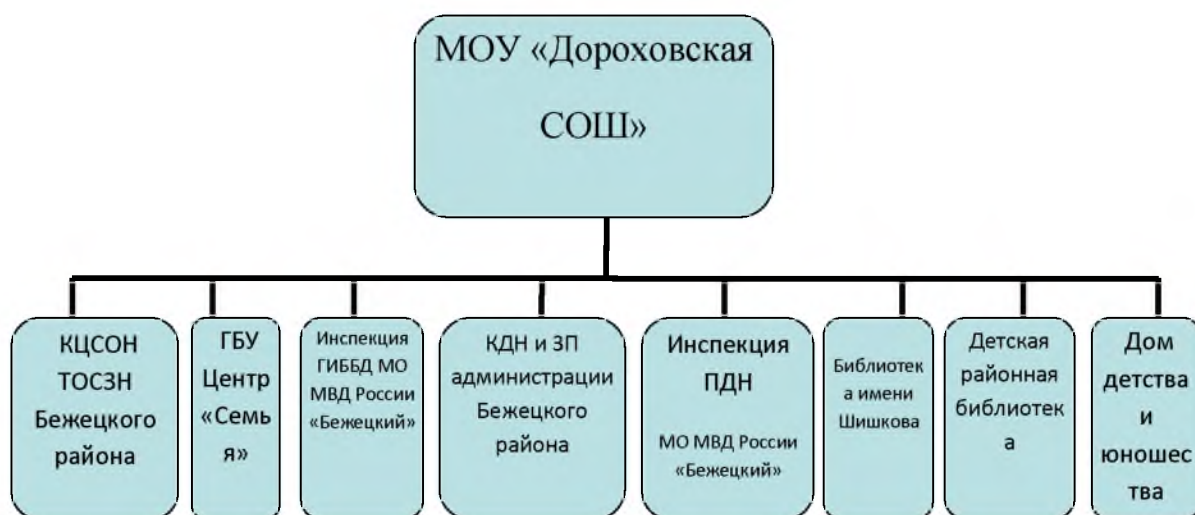 МОУ «Дороховская
СОШ»
КЦСОН
ТОСЗН
Бежецкого
района
ГБУ
Центр
«Семь
я»
Инспекция
ГИББД МО
МВД России
«Бежецкий»
КДН и ЗП
администрации
Бежецкого
района
Инспекция
ПДН
МО МВД России
«Бежецкий»
Библиотек
а имени
Шишкова
Детская
районная
библиотек
а
Дом
детства
и
юношес
тва